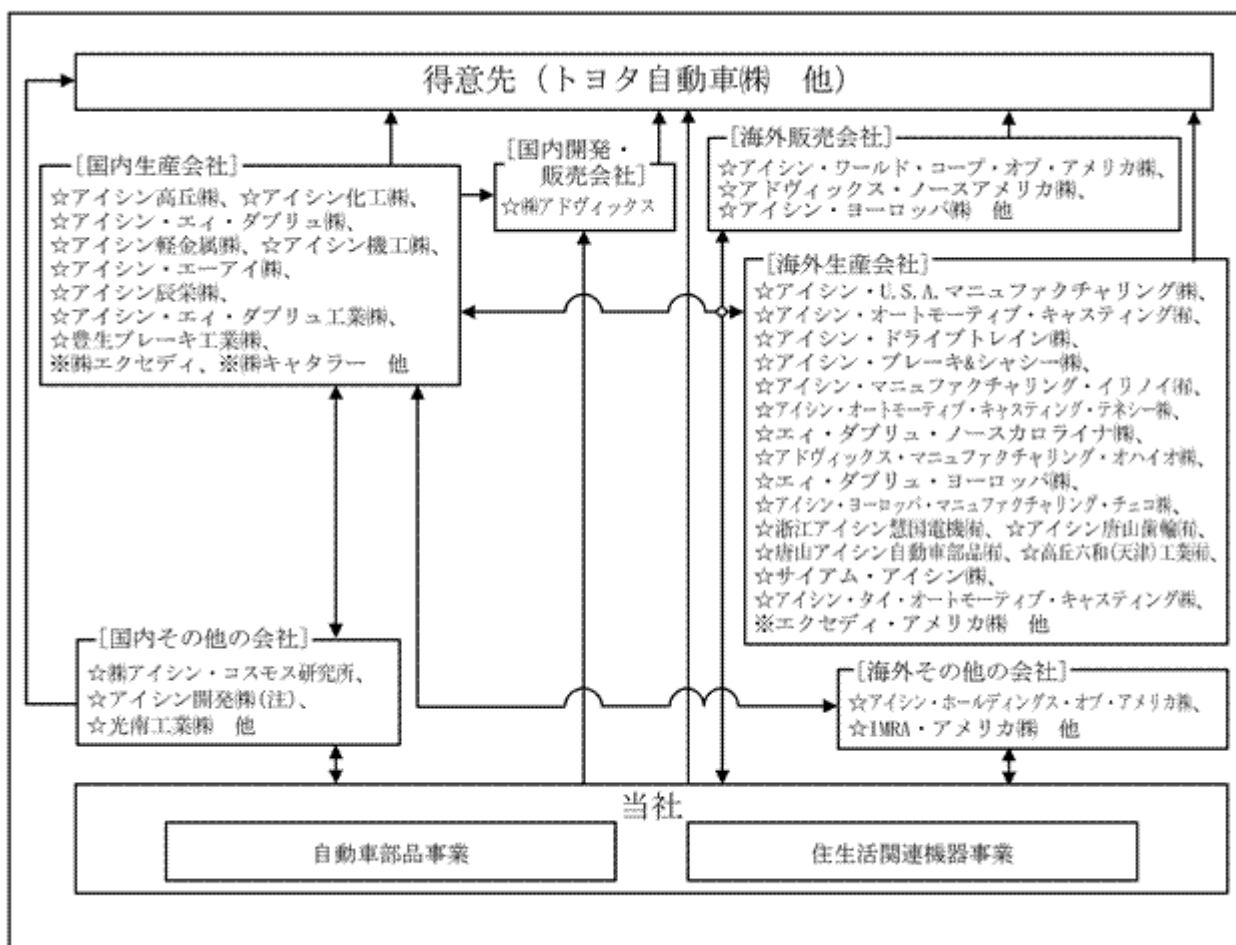 得意先（トヨタ自動車㈱　他）
[国内生産会社]
☆アイシン高丘㈱、☆アイシン化工㈱、
☆アイシン・エィ・ダブリュ㈱、
☆アイシン軽金属㈱、☆アイシン機工㈱、
☆アイシン・エーアイ㈱、
☆アイシン辰栄㈱、
☆アイシン・エィ・ダブリュ工業㈱、
☆豊生ブレーキ工業㈱、
※㈱エクセディ、※㈱キャタラー　他
[国内開発・
販売会社]
☆㈱アドヴィックス
[海外販売会社]
☆アイシン・ワールド・コープ・オブ・アメリカ㈱、
☆アドヴィックス・ノースアメリカ㈱、
☆アイシン・ヨーロッパ㈱　他
[海外生産会社]
☆アイシン・U.S.A.マニュファクチャリング㈱、
☆アイシン・オートモーティブ・キャスティング㈲、
☆アイシン・ドライブトレイン㈱、
☆アイシン・ブレーキ&シャシー㈱、
☆アイシン・マニュファクチャリング・イリノイ㈲、
☆アイシン・オートモーティブ・キャスティング・テネシー㈱、
☆エィ・ダブリュ・ノースカロライナ㈱、
☆アドヴィックス・マニュファクチャリング・オハイオ㈱、
☆エィ・ダブリュ・ヨーロッパ㈱、
☆アイシン・ヨーロッパ・マニュファクチャリング・チェコ㈱、
☆浙江アイシン慧国電機㈲、☆アイシン唐山歯輪㈲、
☆唐山アイシン自動車部品㈲、☆高丘六和(天津)工業㈲、
☆サイアム・アイシン㈱、
☆アイシン・タイ・オートモーティブ・キャスティング㈱、
※エクセディ・アメリカ㈱　他
[国内その他の会社]
☆㈱アイシン・コスモス研究所、
☆アイシン開発㈱(注)、
☆光南工業㈱　他
[海外その他の会社]
☆アイシン・ホールディングス・オブ・アメリカ㈱、
☆IMRA・アメリカ㈱　他
当社
自動車部品事業
住生活関連機器事業